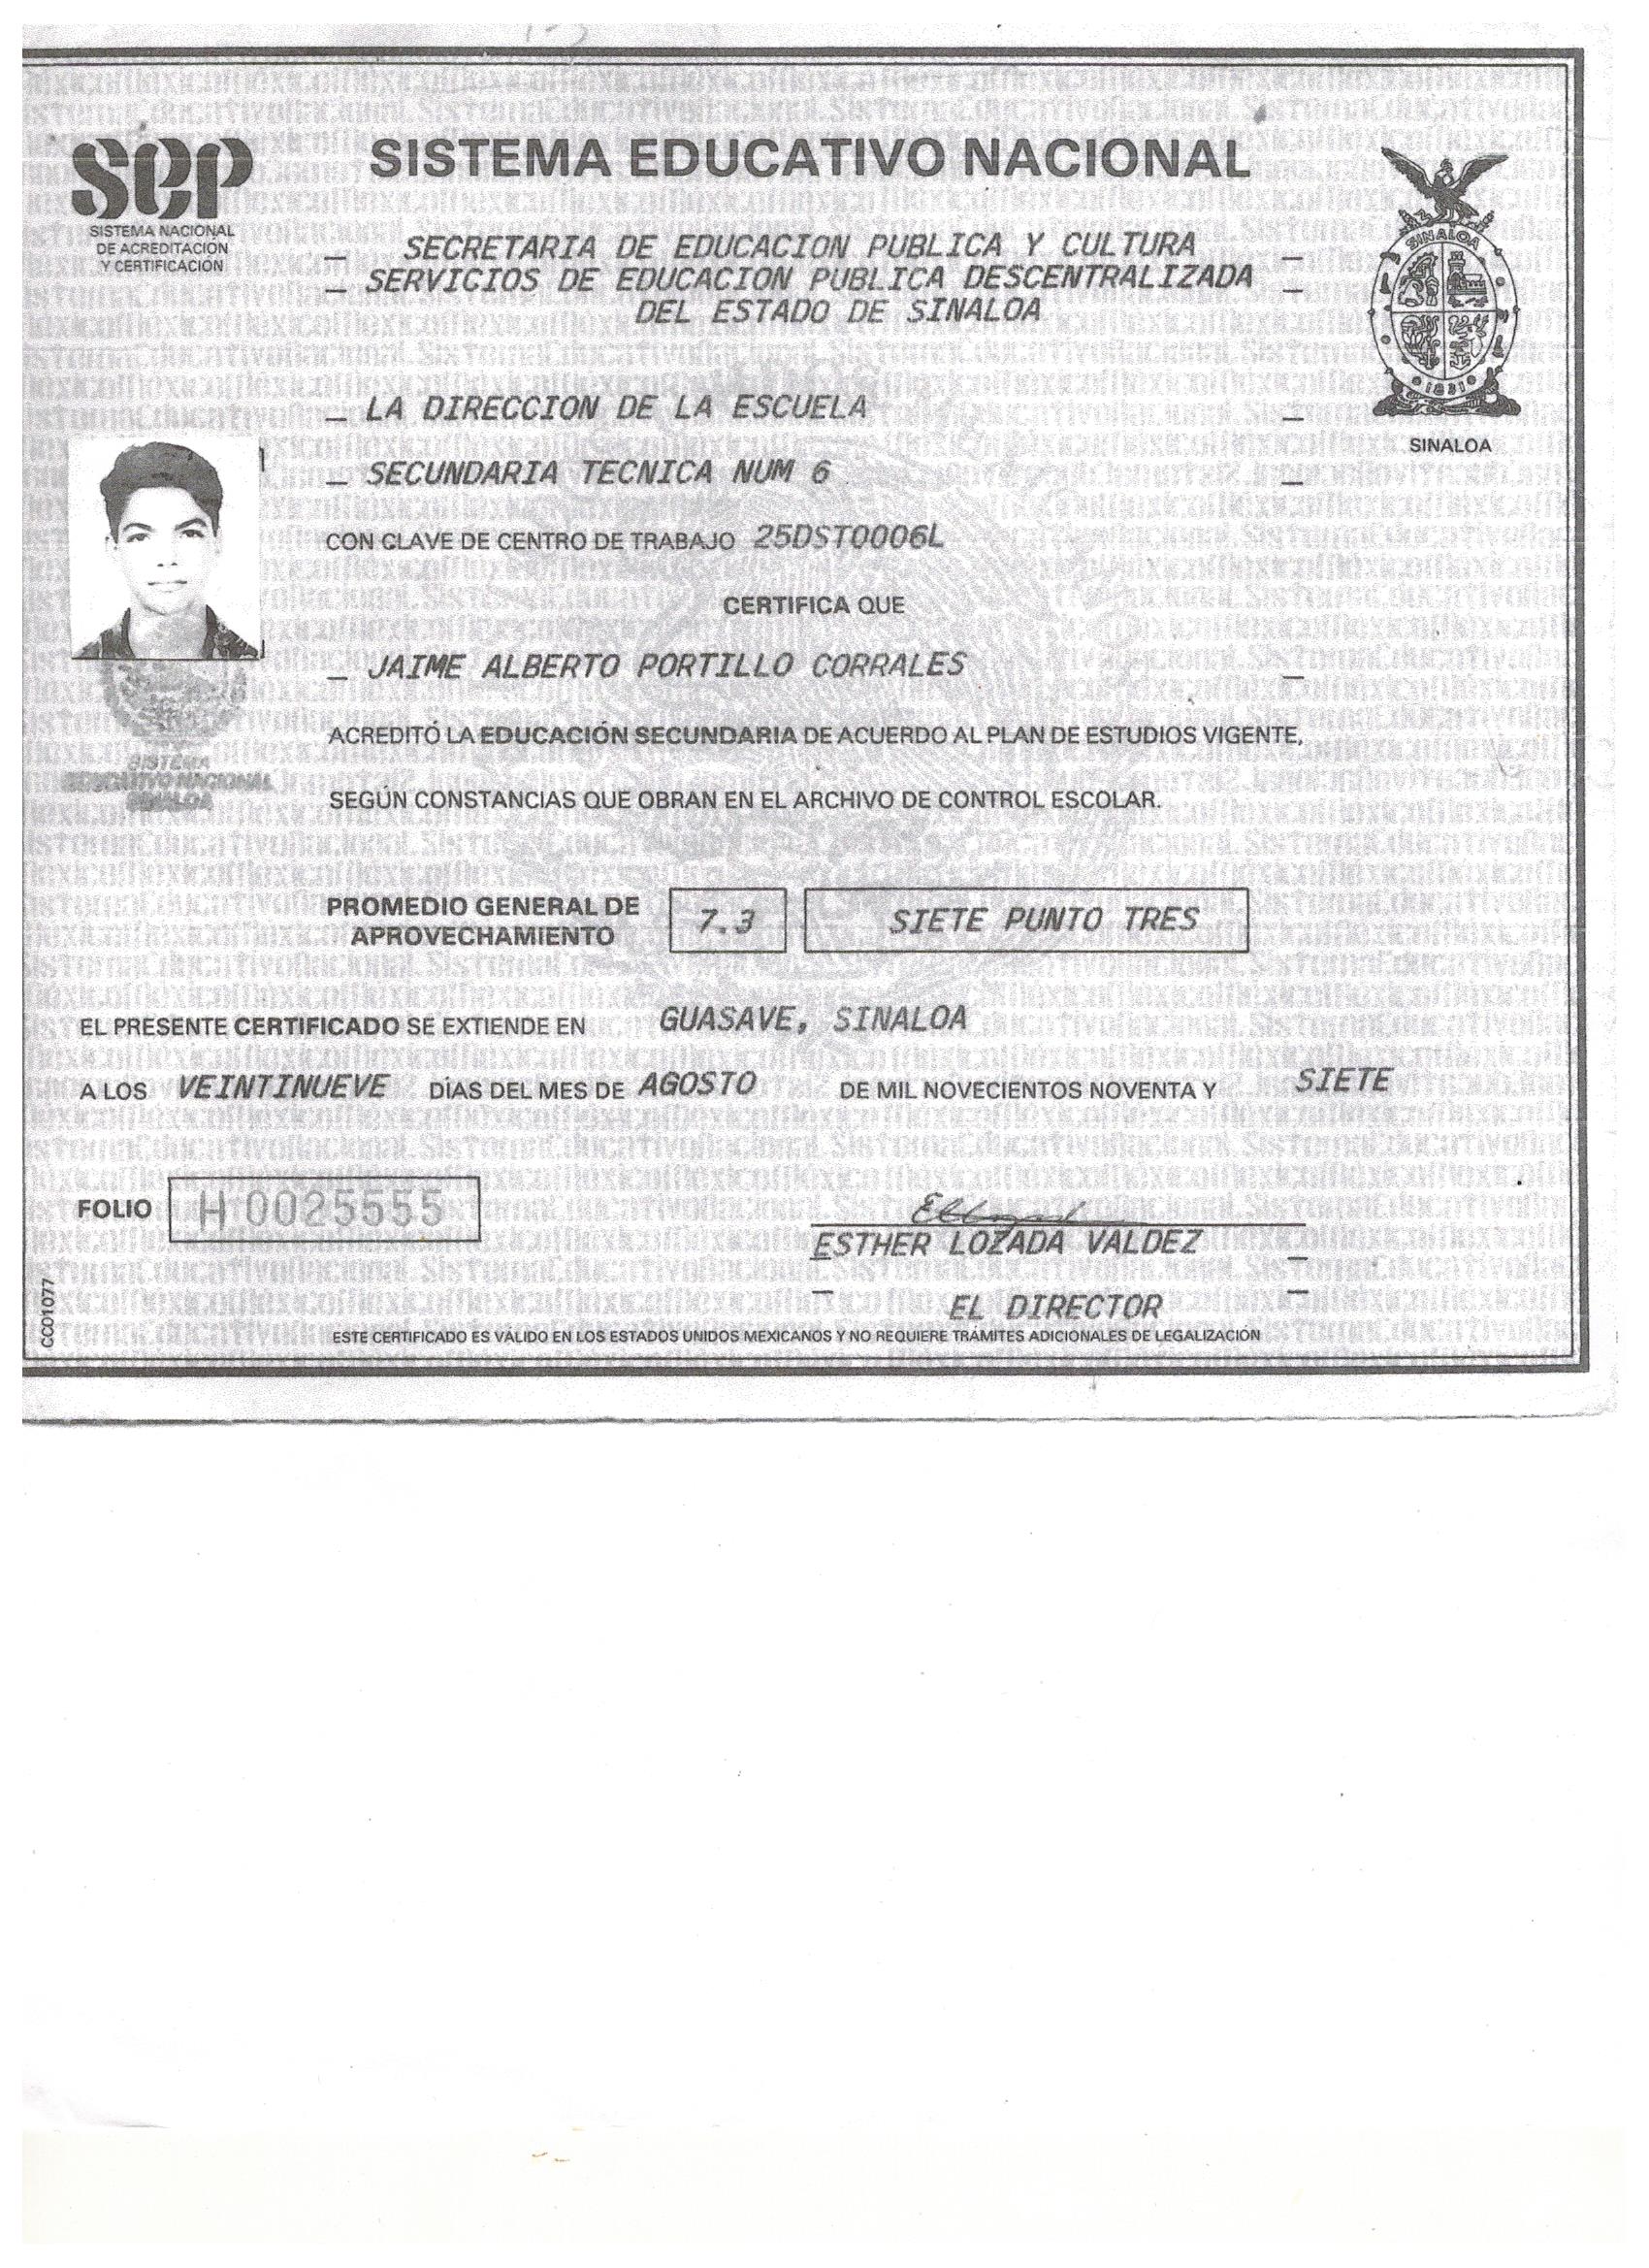 SISTEMA EDUCATIVO NACIONAL
SEP
SISTEMA NACIONAL
DE ACREDITACIÓN
Y CERTIFICACIÓN
SECRETARIA DE EDUCACION PUBLICA Y CULTURA
SERVICIOS DE EDUCACION PUBLICA DESCENTRALIZADA
DEL ESTADO DE SINALOA
SINALOA
1831
SINALOA
LA DIRECCION DE LA ESCUELA
SECUNDARIA TECNICA NUM 6
CON CLAVE DE CENTRO DE TRABAJO 25DST0006L
CERTIFICA QUE
JAIME ALBERTO PORTILLO CORRALES
ACREDITÓ LA EDUCACIÓN SECUNDARIA DE ACUERDO AL PLAN DE ESTUDIOS VIGENTE,
SISTEMA
EDUCATIVO NACIONAL
SINALOA
SEGÚN CONSTANCIAS QUE OBRAN EN EL ARCHIVO DE CONTROL ESCOLAR.
PROMEDIO GENERAL DE
APROVECHAMIENTO
7.3
SIETE PUNTO TRES
EL PRESENTE CERTIFICADO SE EXTIENDE EN GUASAVE, SINALOA
A LOS VEINTINUEVE DÍAS DEL MES DE AGOSTO DE MIL NOVECIENTOS NOVENTA Y SIETE
FOLIO H 0025555
ESTHER LOZADA VALDEZ
EL DIRECTOR
CC01077
ESTE CERTIFICADO ES VÁLIDO EN LOS ESTADOS UNIDOS MEXICANOS Y NO REQUIERE TRÁMITES ADICIONALES DE LEGALIZACIÓN